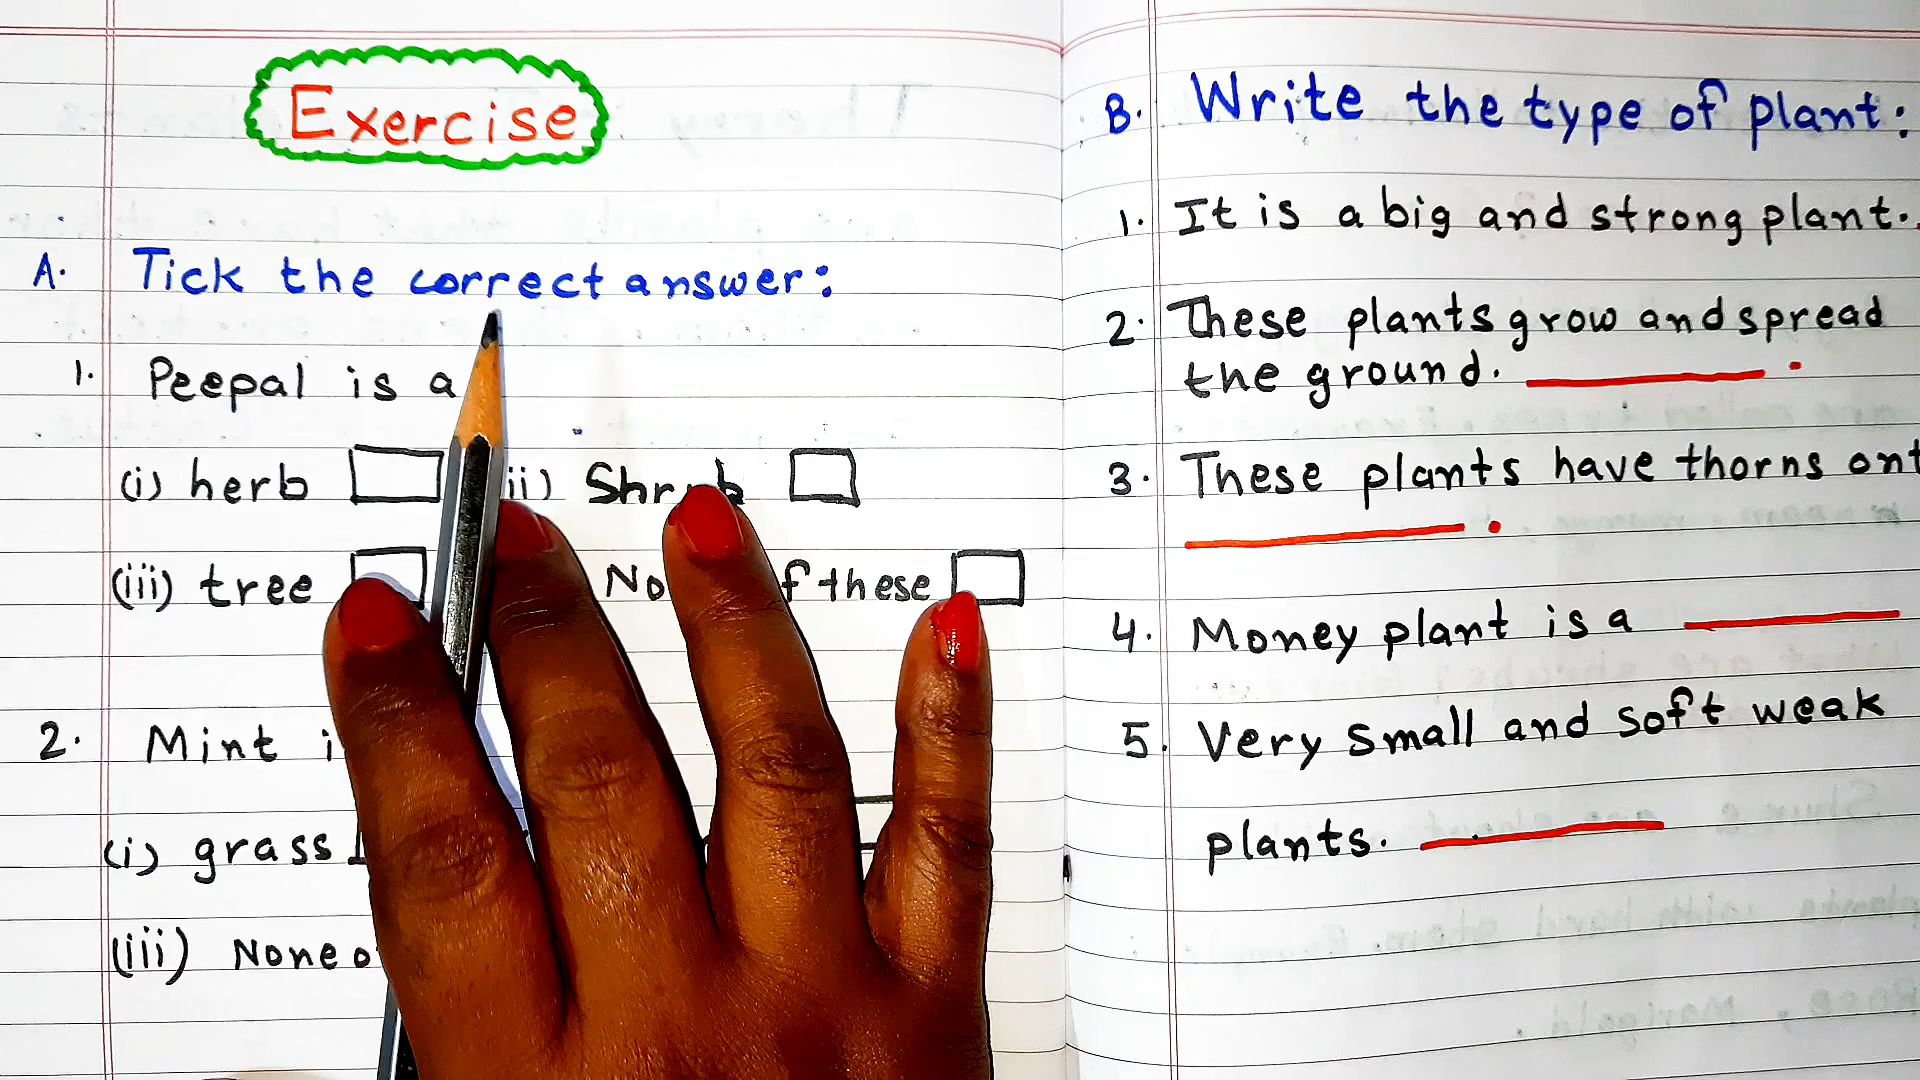 Exercise
A. Tick the correct answer:
1. Peepal is a
(i) herb ii) Shrub
(iii) tree these
2. Mint
(i) grass
(iii) None
B. Write the type of plant:
1. It is a big and strong plant.
2. These plants grow and spread
the ground.
3. These plants have thorns
4. Money plant is a
5. Very small and soft weak
plants.